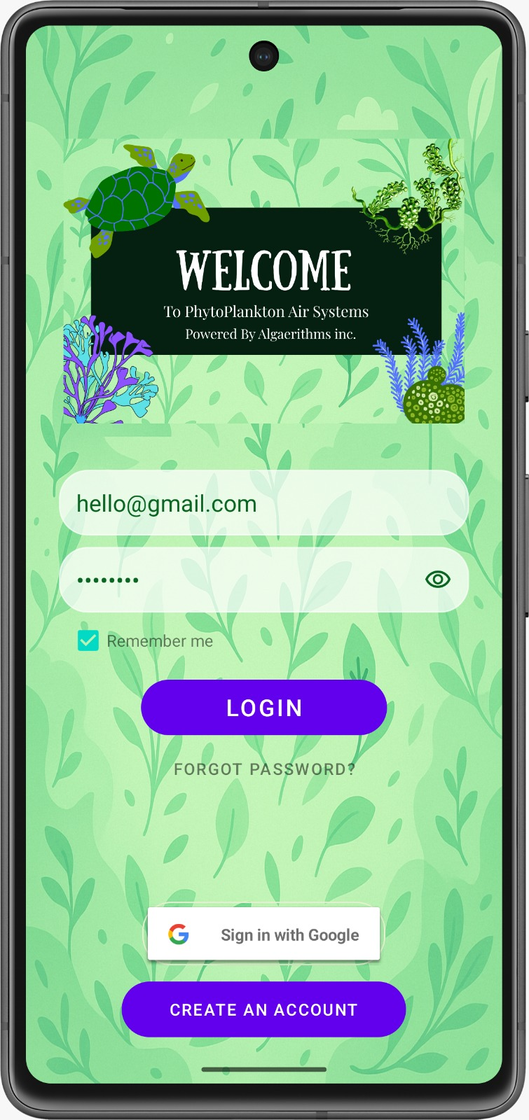 WELCOME
To PhytoPlankton Air Systems
Powered By Algaerithms inc.
hello@gmail.com
••••••••
Remember me
LOGIN
FORGOT PASSWORD?
Sign in with Google
CREATE AN ACCOUNT